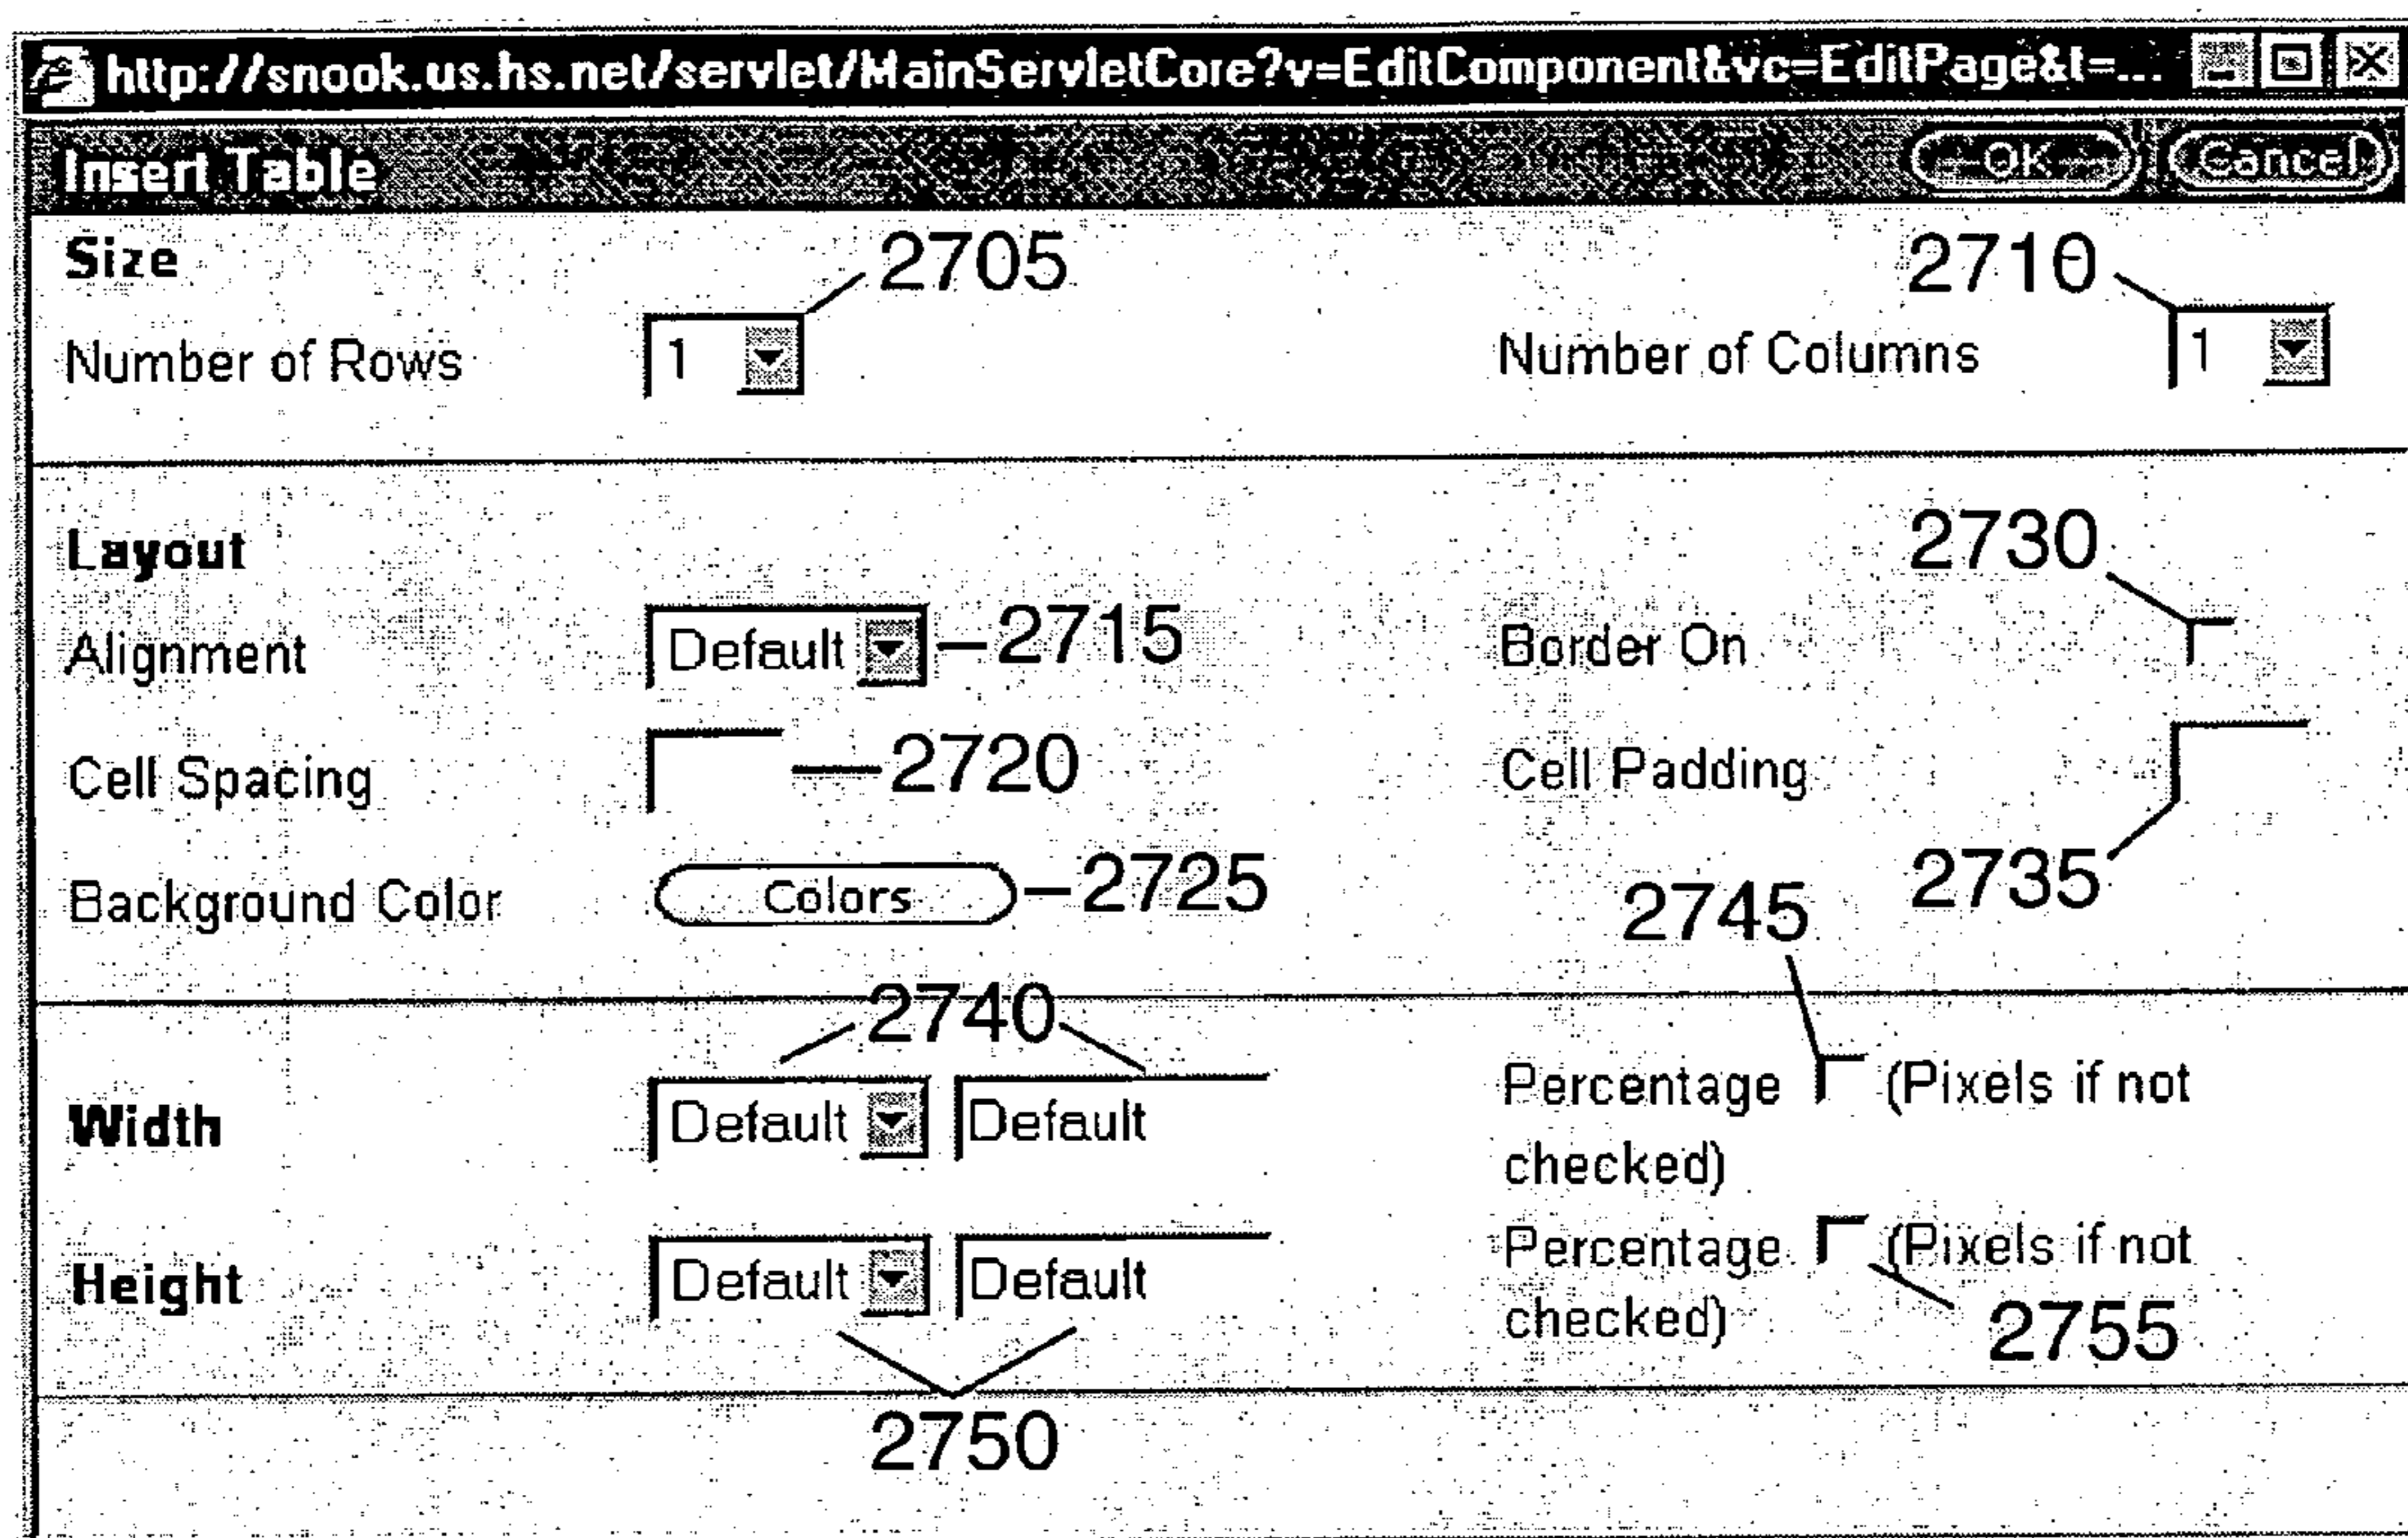 http://snook.us.hs.net/servlet/MainServletCore?v=EditComponent&vc=EditPage&t=...
Insert Table OK Cancel
Size 2705 2710
Number of Rows 1 Number of Columns 1
Layout 2730
Alignment Default 2715 Border On
Cell Spacing 2720 Cell Padding
Background Color Colors 2725 2745 2735
2740
Width Default Default Percentage (Pixels if not
checked)
Height Default Default Percentage (Pixels if not
checked) 2755
2750